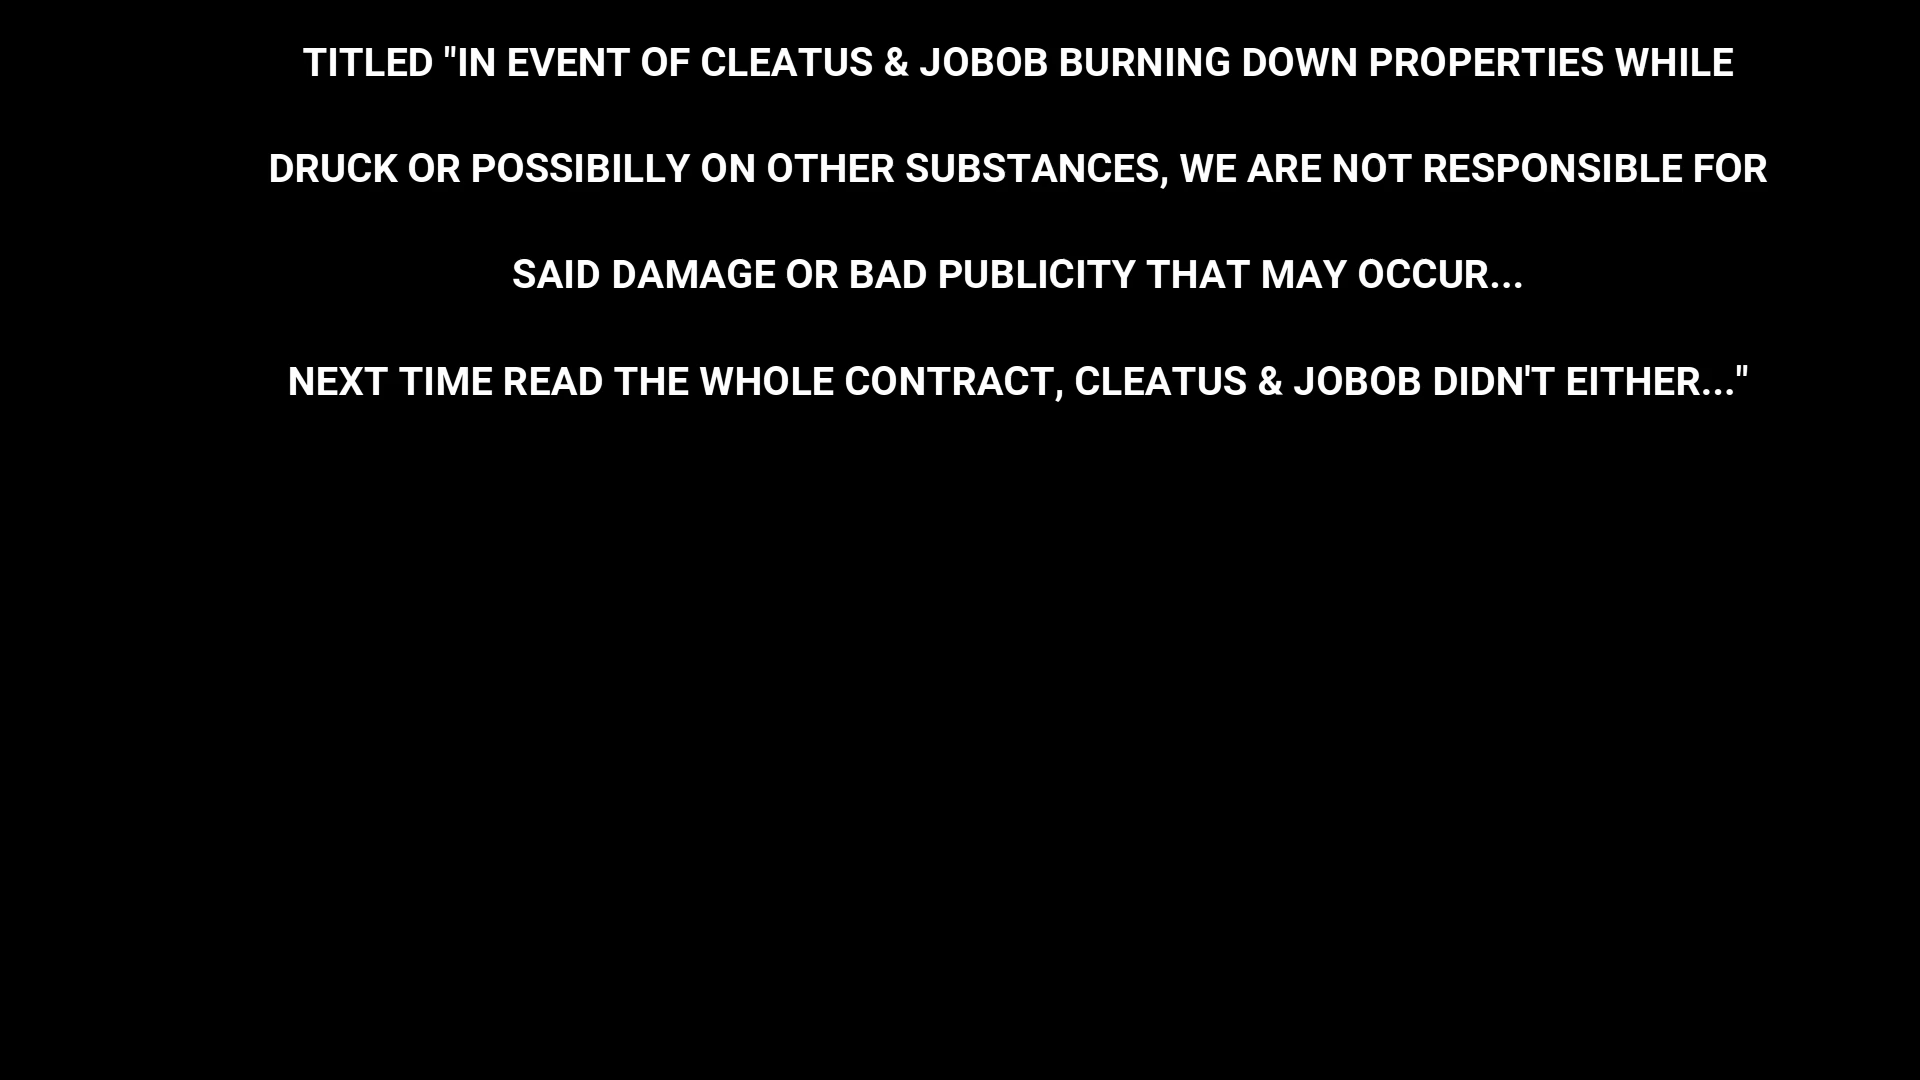 TITLED "IN EVENT OF CLEATUS & JOBOB BURNING DOWN PROPERTIES WHILE
DRUCK OR POSSIBILLY ON OTHER SUBSTANCES, WE ARE NOT RESPONSIBLE FOR
SAID DAMAGE OR BAD PUBLICITY THAT MAY OCCUR...
NEXT TIME READ THE WHOLE CONTRACT, CLEATUS & JOBOB DIDN'T EITHER..."